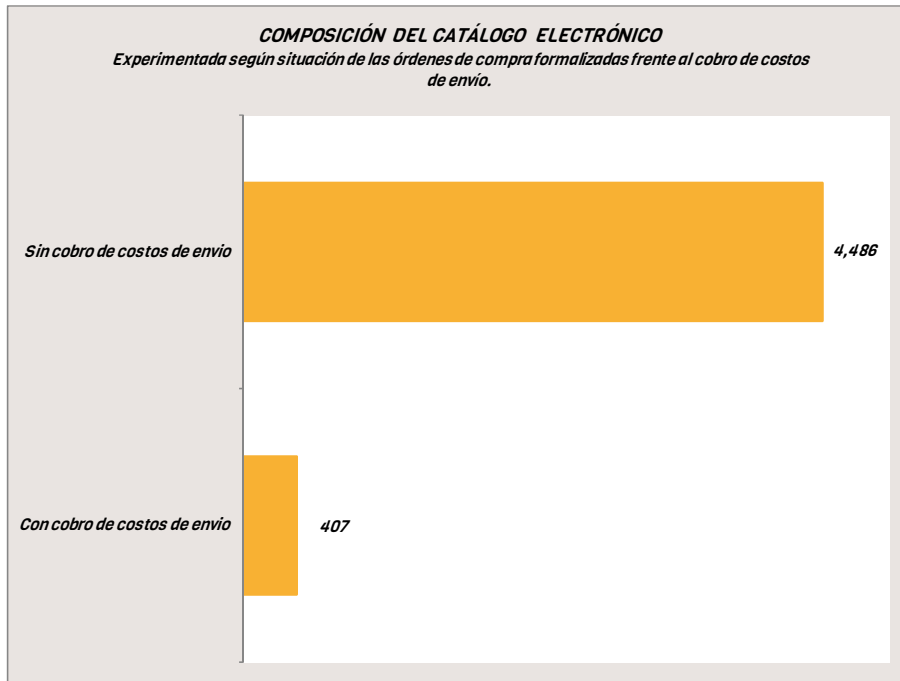 COMPOSICIÓN DEL CATÁLOGO ELECTRÓNICO
Experimentada según situación de las órdenes de compra formalizadas frente al cobro de costos
de envío.
Sin cobro de costos de envio
4,486
Con cobro de costos de envio
407